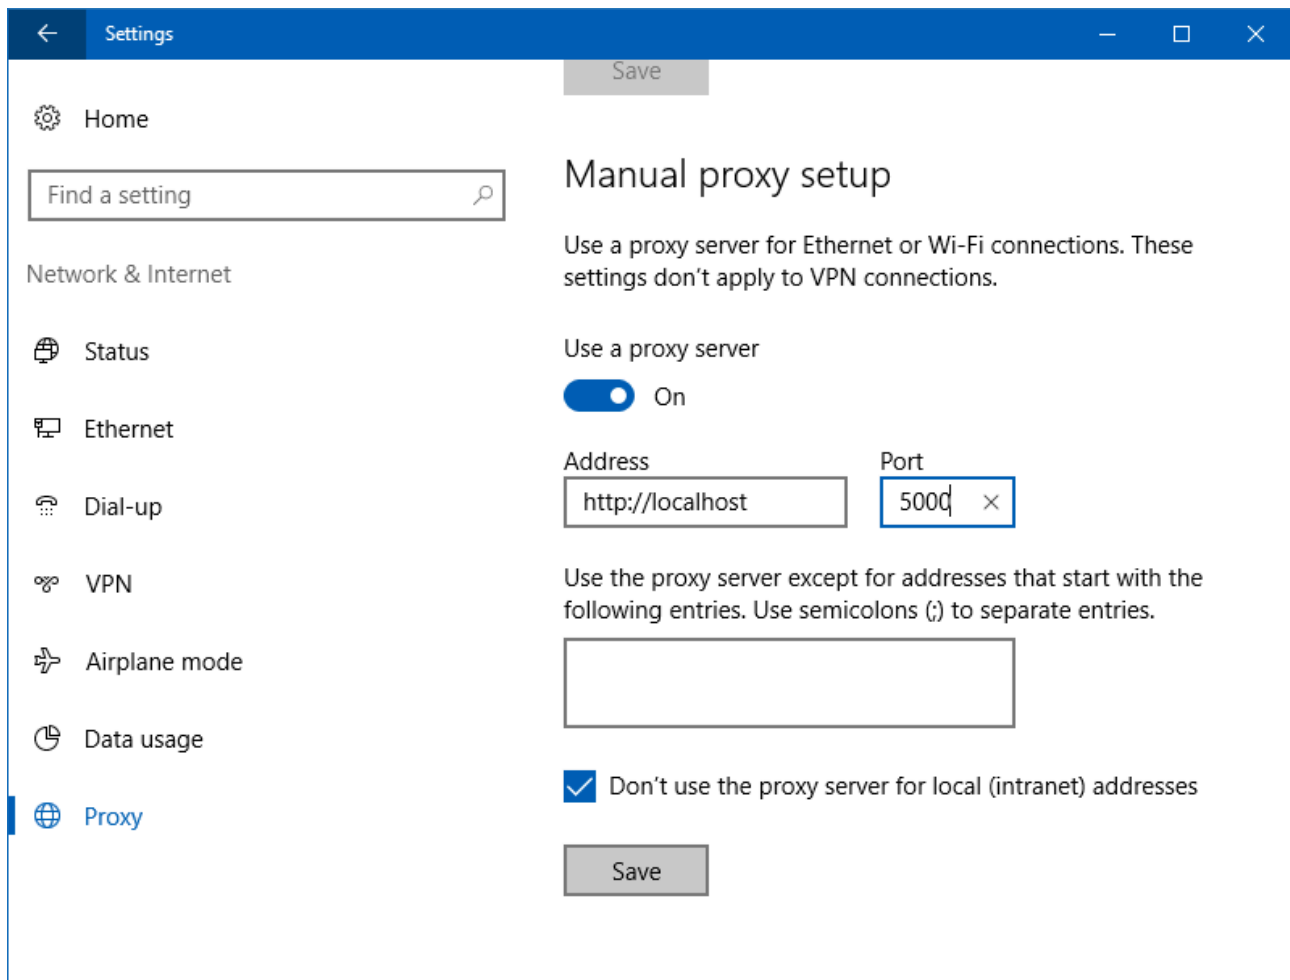 Settings
Save
Home
Find a setting
Network & Internet
Status
Ethernet
Dial-up
VPN
Airplane mode
Data usage
Proxy
Manual proxy setup
Use a proxy server for Ethernet or Wi-Fi connections. These
settings don’t apply to VPN connections.
Use a proxy server
On
Address Port
http://localhost 5000
Use the proxy server except for addresses that start with the
following entries. Use semicolons (;) to separate entries.
Don’t use the proxy server for local (intranet) addresses
Save